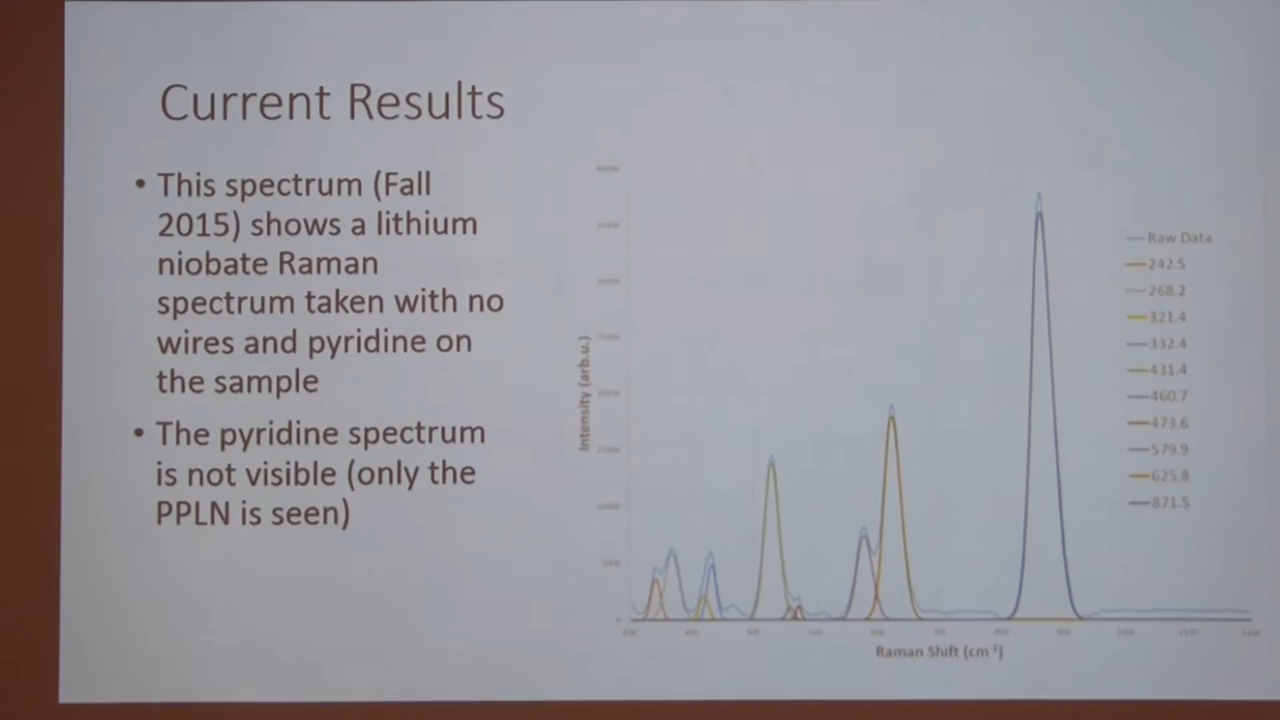 Current Results
• This spectrum (Fall
2015) shows a lithium
niobate Raman
spectrum taken with no
wires and pyridine on
the sample
• The pyridine spectrum
is not visible (only the
PPLN is seen)
Intensity (arb.u.)
Raman Shift (cm⁻¹)
Raw Data
242.5
268.2
321.4
332.4
431.4
460.7
473.6
579.9
625.8
871.5